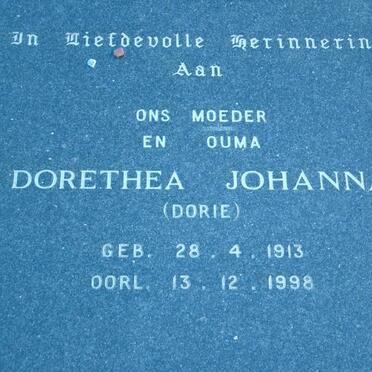 In Liefdevolle Herinnerin
Aan
ONS MOEDER
EN OUMA
DORETHEA JOHANNA
(DORIE)
GEB. 28 . 4 . 1913
OORL. 13 . 12 . 1998